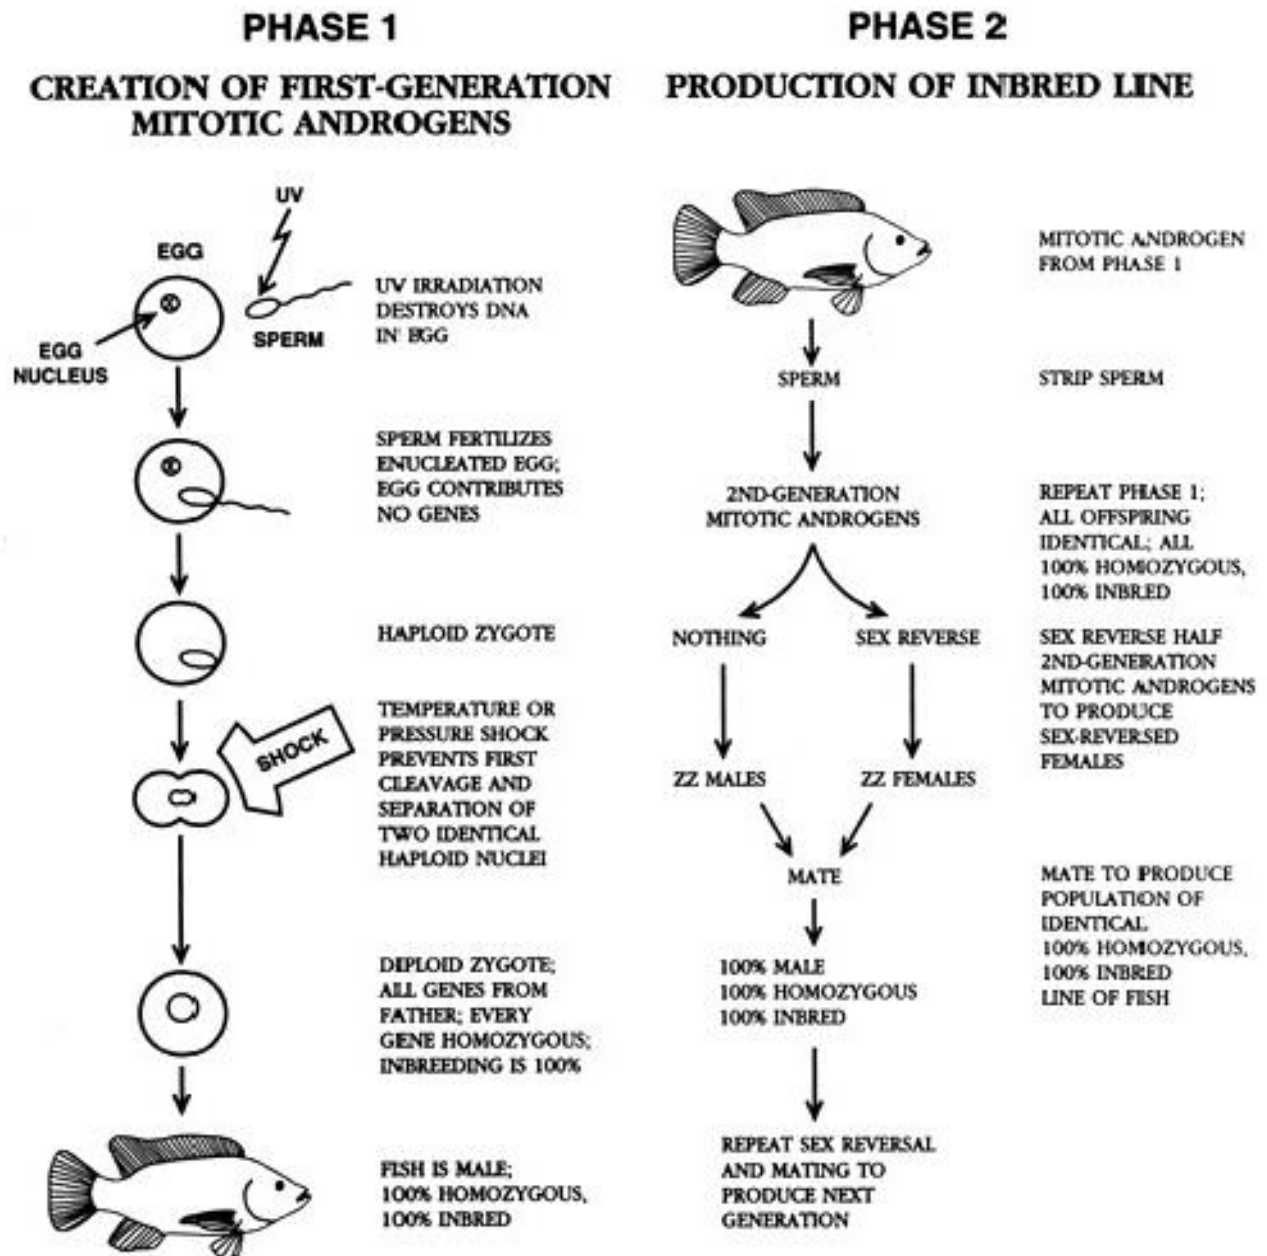 PHASE 1
CREATION OF FIRST-GENERATION
MITOTIC ANDROGENS
UV
EGG
EGG
NUCLEUS
SPERM
UV IRRADIATION
DESTROYS DNA
IN EGG
SPERM FERTILIZES
ENUCLEATED EGG;
EGG CONTRIBUTES
NO GENES
HAPLOID ZYGOTE
SHOCK
TEMPERATURE OR
PRESSURE SHOCK
PREVENTS FIRST
CLEAVAGE AND
SEPARATION OF
TWO IDENTICAL
HAPLOID NUCLEI
DIPLOID ZYGOTE;
ALL GENES FROM
FATHER; EVERY
GENE HOMOZYGOUS;
INBREEDING IS 100%
FISH IS MALE;
100% HOMOZYGOUS,
100% INBRED
PHASE 2
PRODUCTION OF INBRED LINE
MITOTIC ANDROGEN
FROM PHASE 1
SPERM
STRIP SPERM
2ND-GENERATION
MITOTIC ANDROGENS
REPEAT PHASE 1;
ALL OFFSPRING
IDENTICAL; ALL
100% HOMOZYGOUS,
100% INBRED
NOTHING
SEX REVERSE
SEX REVERSE HALF
2ND-GENERATION
MITOTIC ANDROGENS
TO PRODUCE
SEX-REVERSED
FEMALES
ZZ MALES
ZZ FEMALES
MATE
MATE TO PRODUCE
POPULATION OF
IDENTICAL
100% HOMOZYGOUS,
100% INBRED
LINE OF FISH
100% MALE
100% HOMOZYGOUS
100% INBRED
REPEAT SEX REVERSAL
AND MATING TO
PRODUCE NEXT
GENERATION